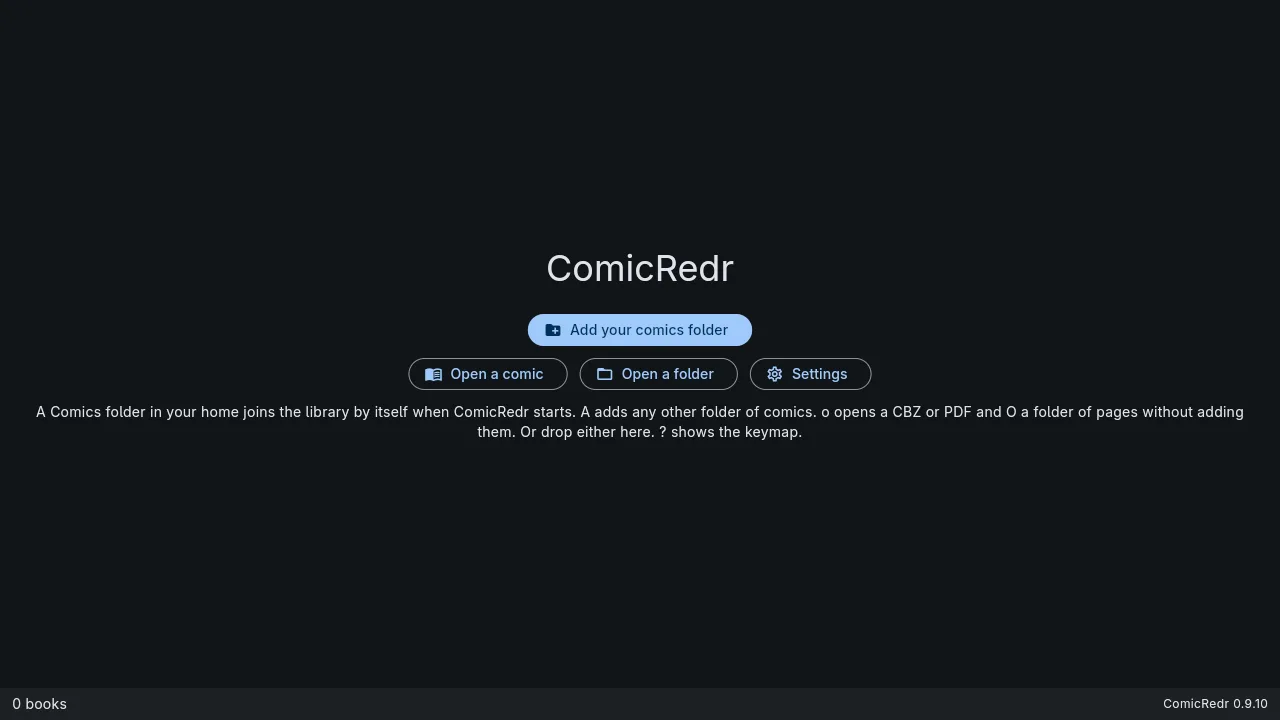 ComicRedr
Add your comics folder
Open a comic
Open a folder
Settings
A Comics folder in your home joins the library by itself when ComicRedr starts. A adds any other folder of comics. o opens a CBZ or PDF and O a folder of pages without adding
them. Or drop either here. ? shows the keymap.
0 books
ComicRedr 0.9.10